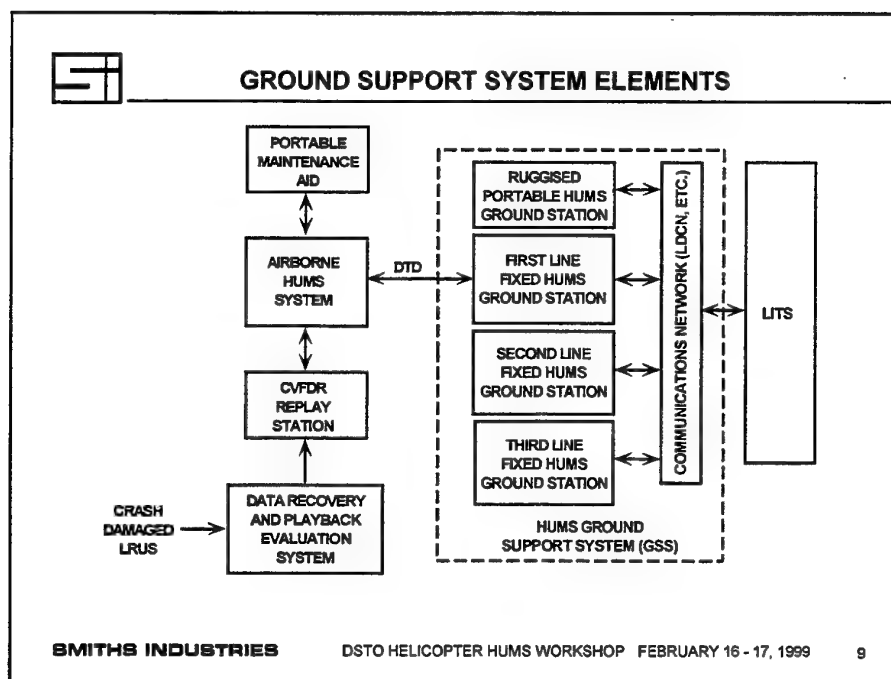 GROUND SUPPORT SYSTEM ELEMENTS
PORTABLE
MAINTENANCE
AID
AIRBORNE
HUMS
SYSTEM
DTD
CVFDR
REPLAY
STATION
CRASH
DAMAGED
LRUS
DATA RECOVERY
AND PLAYBACK
EVALUATION
SYSTEM
RUGGISED
PORTABLE HUMS
GROUND STATION
FIRST LINE
FIXED HUMS
GROUND STATION
SECOND LINE
FIXED HUMS
GROUND STATION
THIRD LINE
FIXED HUMS
GROUND STATION
HUMS GROUND
SUPPORT SYSTEM (GSS)
COMMUNICATIONS NETWORK (LDCN, ETC.)
LITS
SMITHS INDUSTRIES DSTO HELICOPTER HUMS WORKSHOP FEBRUARY 16 - 17, 1999 9